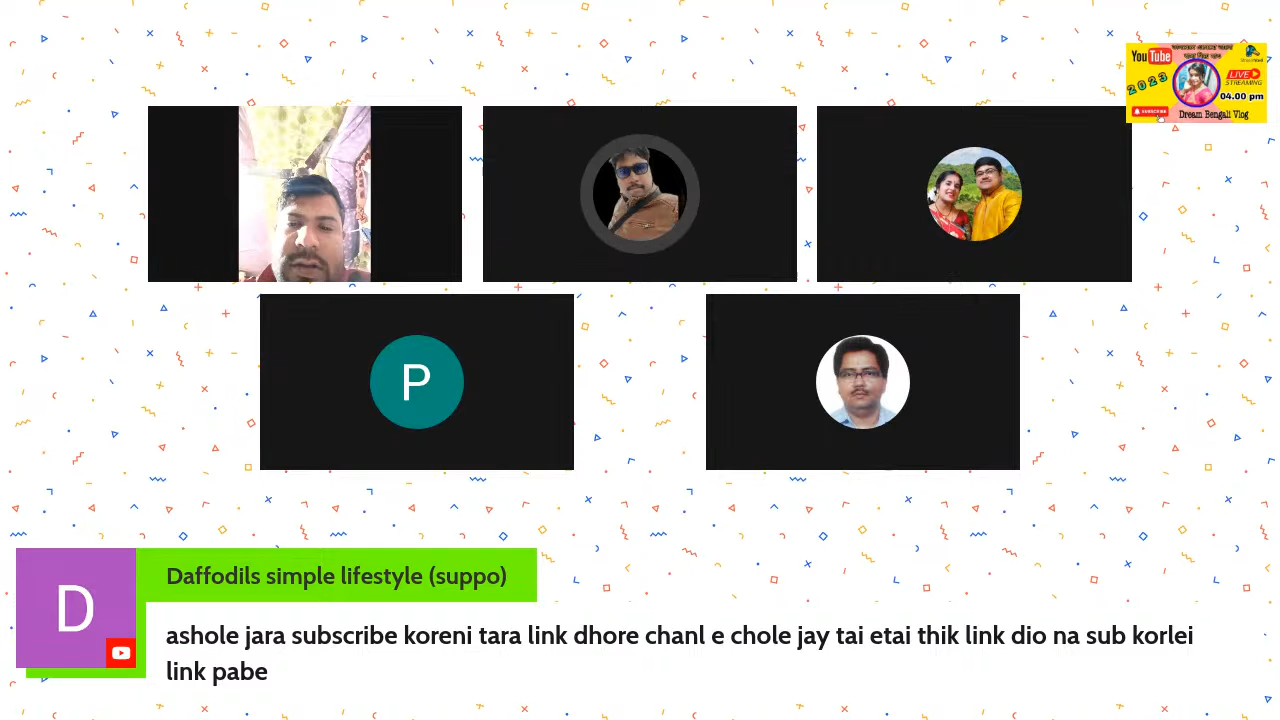 YouTube
2023
LIVE
STREAMING
04.00 pm
SUBSCRIBE
Dream Bengali Vlog
P
D
Daffodils simple lifestyle (suppo)
ashole jara subscribe koreni tara link dhore chanl e chole jay tai etai thik link dio na sub korlei
link pabe